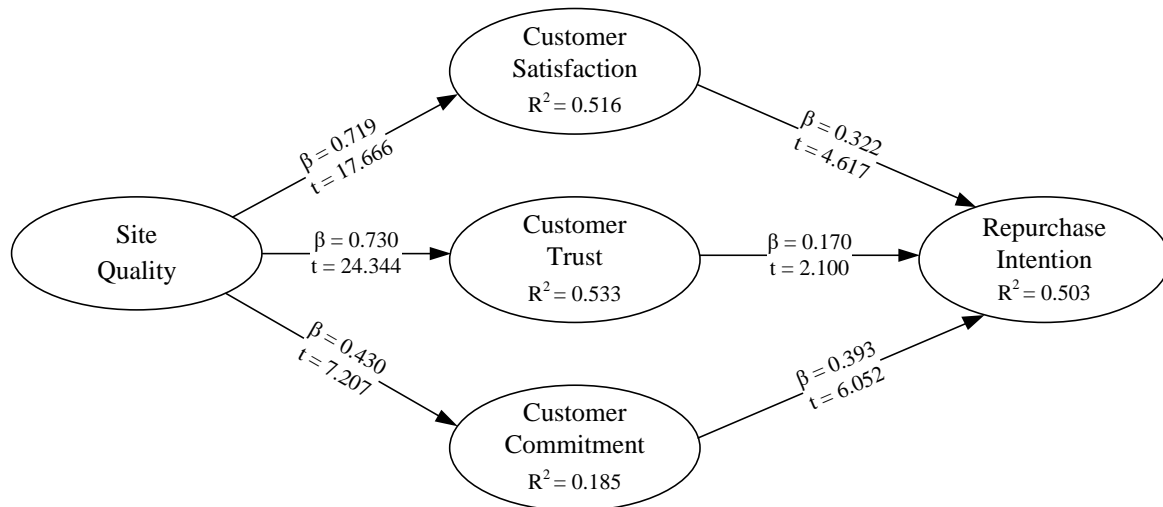 Customer
Satisfaction
R² = 0.516
β = 0.719
t = 17.666
β = 0.322
t = 4.617
Site
Quality
β = 0.730
t = 24.344
Customer
Trust
R² = 0.533
β = 0.170
t = 2.100
Repurchase
Intention
R² = 0.503
β = 0.430
t = 7.207
β = 0.393
t = 6.052
Customer
Commitment
R² = 0.185